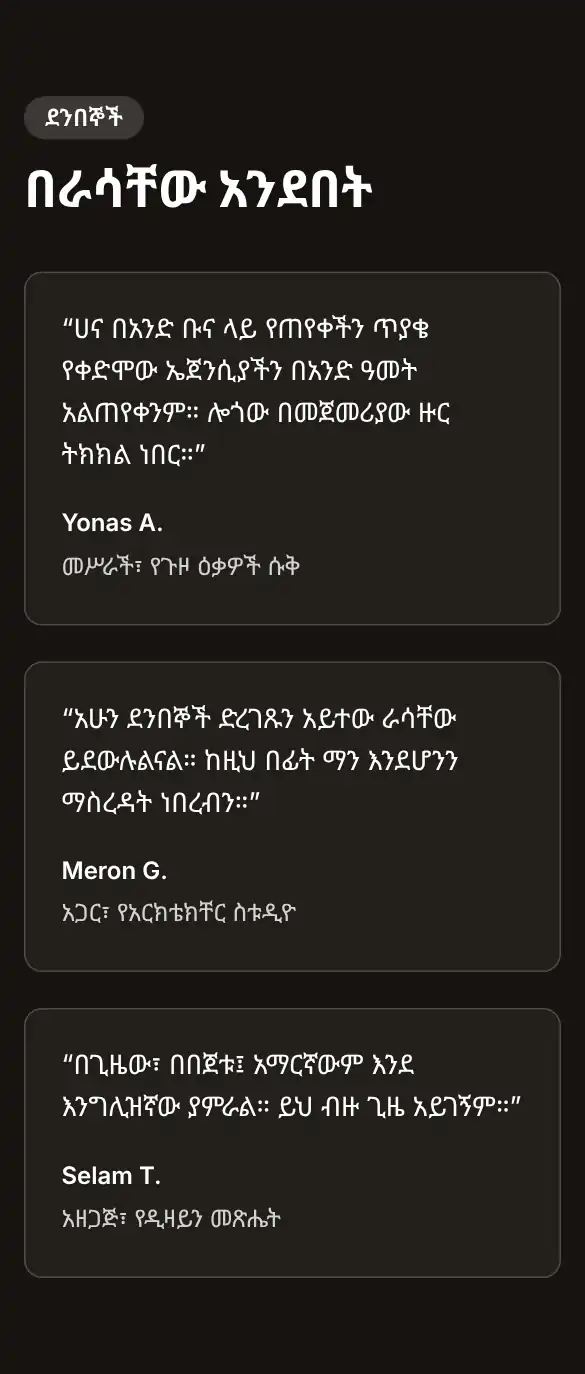 ደንበኞች
በራሳቸው አንደበት
“ሀና በአንድ ቡና ላይ የጠየቀችን ጥያቄ
የቀድሞው ኤጀንሲያችን በአንድ ዓመት
አልጠየቀንም። ሎጎው በመጀመሪያው ዙር
ትክክል ነበር።”
Yonas A.
መሥራች፣ የጉዞ ዕቃዎች ሱቅ
“አሁን ደንበኞች ድረገጹን አይተው ራሳቸው
ይደውሉልናል። ከዚህ በፊት ማን እንደሆንን
ማስረዳት ነበረብን።”
Meron G.
አጋር፣ የአርክቴክቸር ስቱዲዮ
“በጊዜው፣ በበጀቱ፤ አማርኛውም እንደ
እንግሊዝኛው ያምራል። ይህ ብዙ ጊዜ አይገኝም።”
Selam T.
አዘጋጅ፣ የዲዛይን መጽሔት